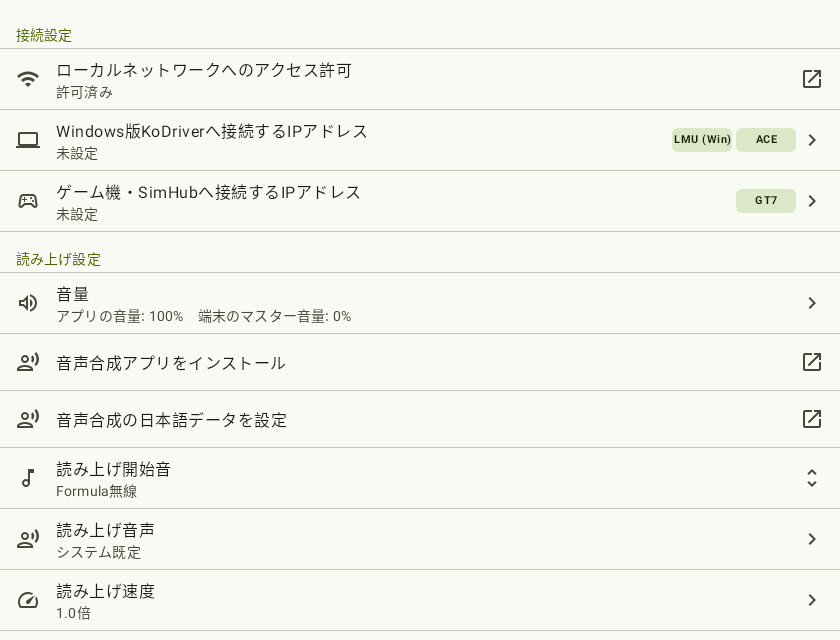 接続設定
ローカルネットワークへのアクセス許可
許可済み
Windows版KoDriverへ接続するIPアドレス
未設定
LMU (Win) ACE
ゲーム機・SimHubへ接続するIPアドレス
未設定
GT7
読み上げ設定
音量
アプリの音量: 100%　端末のマスター音量: 0%
音声合成アプリをインストール
音声合成の日本語データを設定
読み上げ開始音
Formula無線
読み上げ音声
システム既定
読み上げ速度
1.0倍